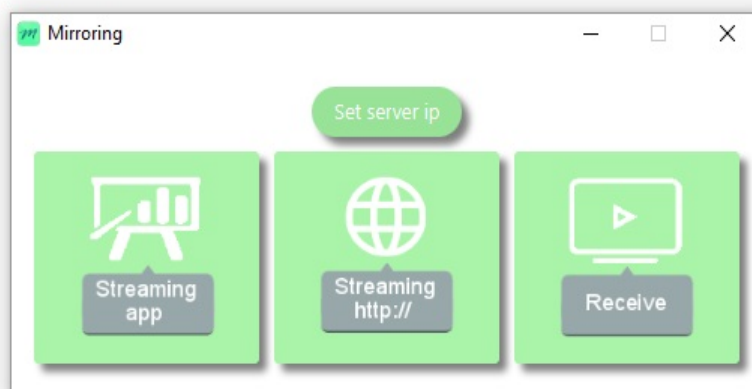 Mirroring
Set server ip
Streaming
app
Streaming
http://
Receive